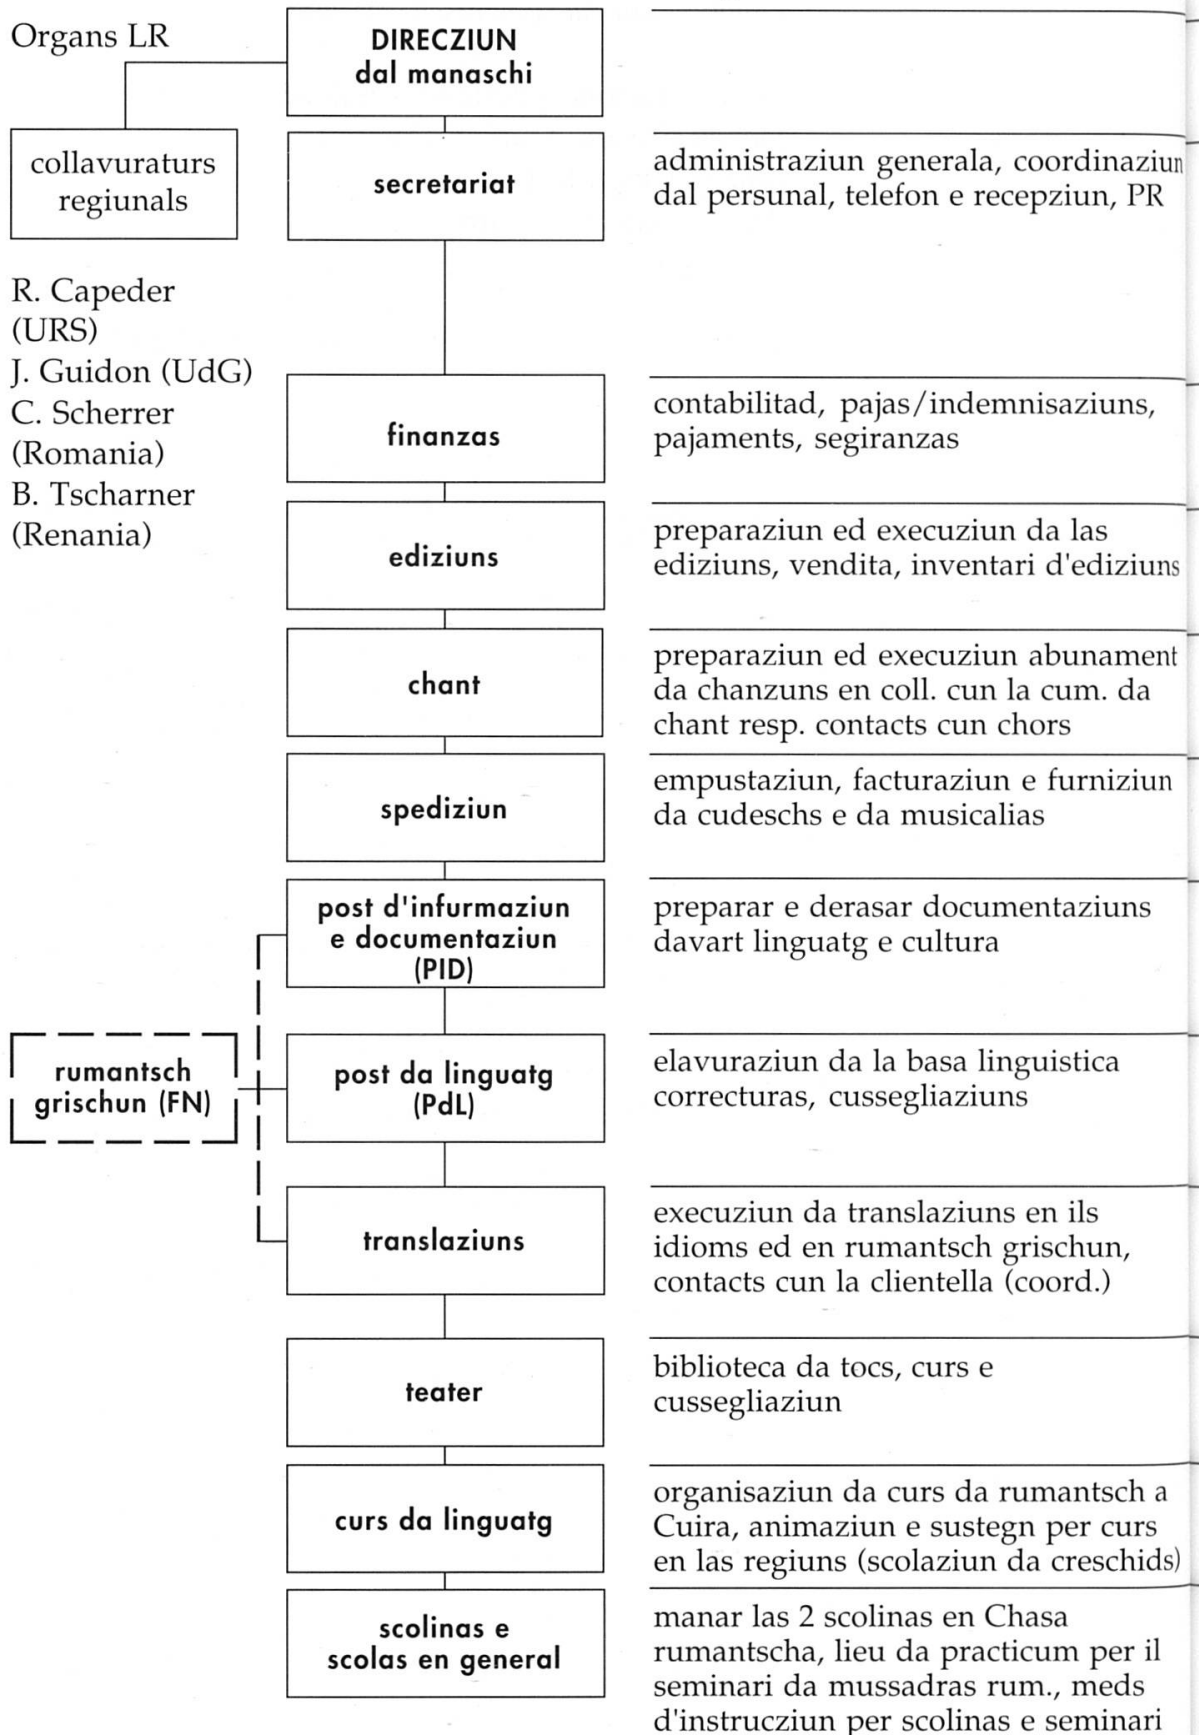 Organs LR
DIRECZIUN
dal manaschi
collavuraturs
regiunals
R. Capeder
(URS)
J. Guidon (UdG)
C. Scherrer
(Romania)
B. Tscharner
(Renania)
secretariat
administraziun generala, coordinaziun
dal persunal, telefon e recepziun, PR
finanzas
contabilitad, pajas/indemnisaziuns,
pajaments, segiranzas
ediziuns
preparaziun ed execuziun da las
ediziuns, vendita, inventari d'ediziuns
chant
preparaziun ed execuziun abunament
da chanzuns en coll. cun la cum. da
chant resp. contacts cun chors
spediziun
empustaziun, facturaziun e furniziun
da cudeschs e da musicalias
post d'infurmaziun
e documentaziun
(PID)
preparar e derasar documentaziuns
davart linguatg e cultura
rumantsch
grischun (FN)
post da linguatg
(PdL)
elavuraziun da la basa linguistica
correcturas, cussegliaziuns
translaziuns
execuziun da translaziuns en ils
idioms ed en rumantsch grischun,
contacts cun la clientella (coord.)
teater
biblioteca da tocs, curs e
cussegliaziun
curs da linguatg
organisaziun da curs da rumantsch a
Cuira, animaziun e sustegn per curs
en las regiuns (scolaziun da creschids)
scolinas e
scolas en general
manar las 2 scolinas en Chasa
rumantscha, lieu da practicum per il
seminari da mussadras rum., meds
d'instrucziun per scolinas e seminari